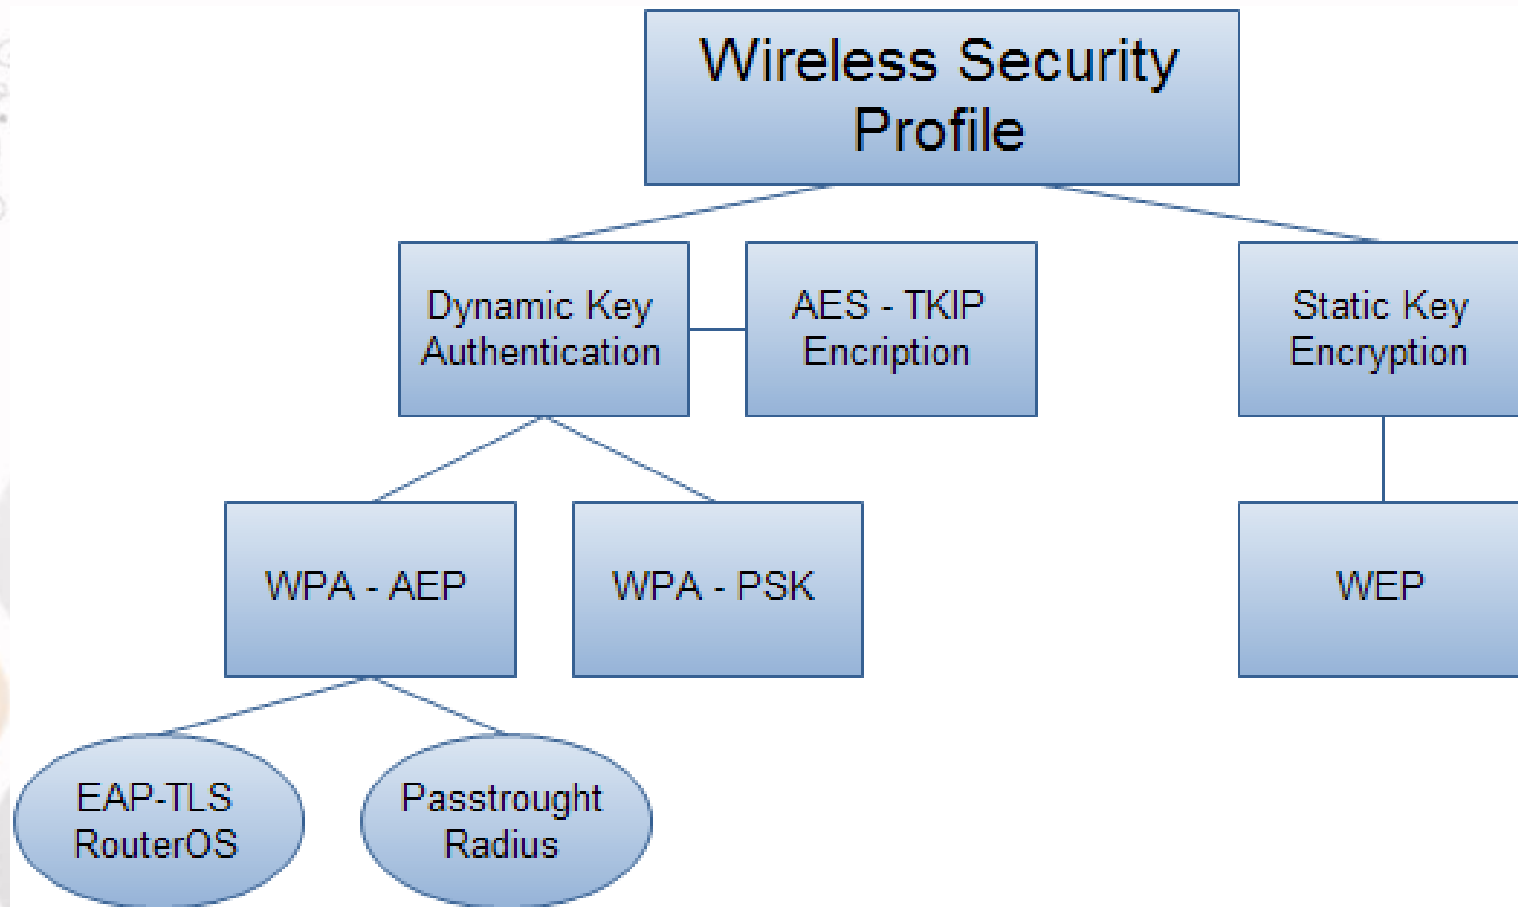 Wireless Security
Profile
Dynamic Key
Authentication
AES - TKIP
Encription
Static Key
Encryption
WPA - AEP
WPA - PSK
WEP
EAP-TLS
RouterOS
Passtrought
Radius